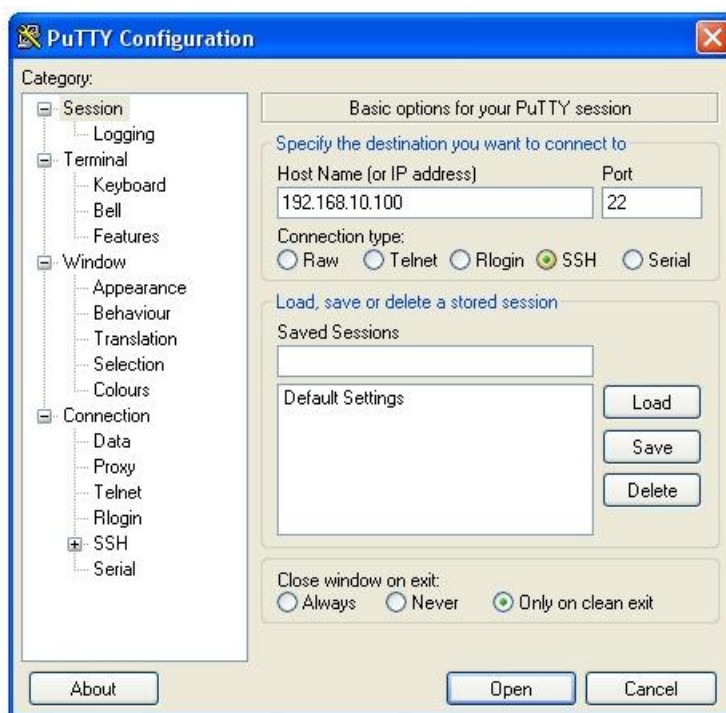 PuTTY Configuration
Category:
Session
Logging
Terminal
Keyboard
Bell
Features
Window
Appearance
Behaviour
Translation
Selection
Colours
Connection
Data
Proxy
Telnet
Rlogin
SSH
Serial
Basic options for your PuTTY session
Specify the destination you want to connect to
Host Name (or IP address) Port
192.168.10.100 22
Connection type:
Raw Telnet Rlogin SSH Serial
Load, save or delete a stored session
Saved Sessions
Default Settings
Load
Save
Delete
Close window on exit:
Always Never Only on clean exit
About Open Cancel